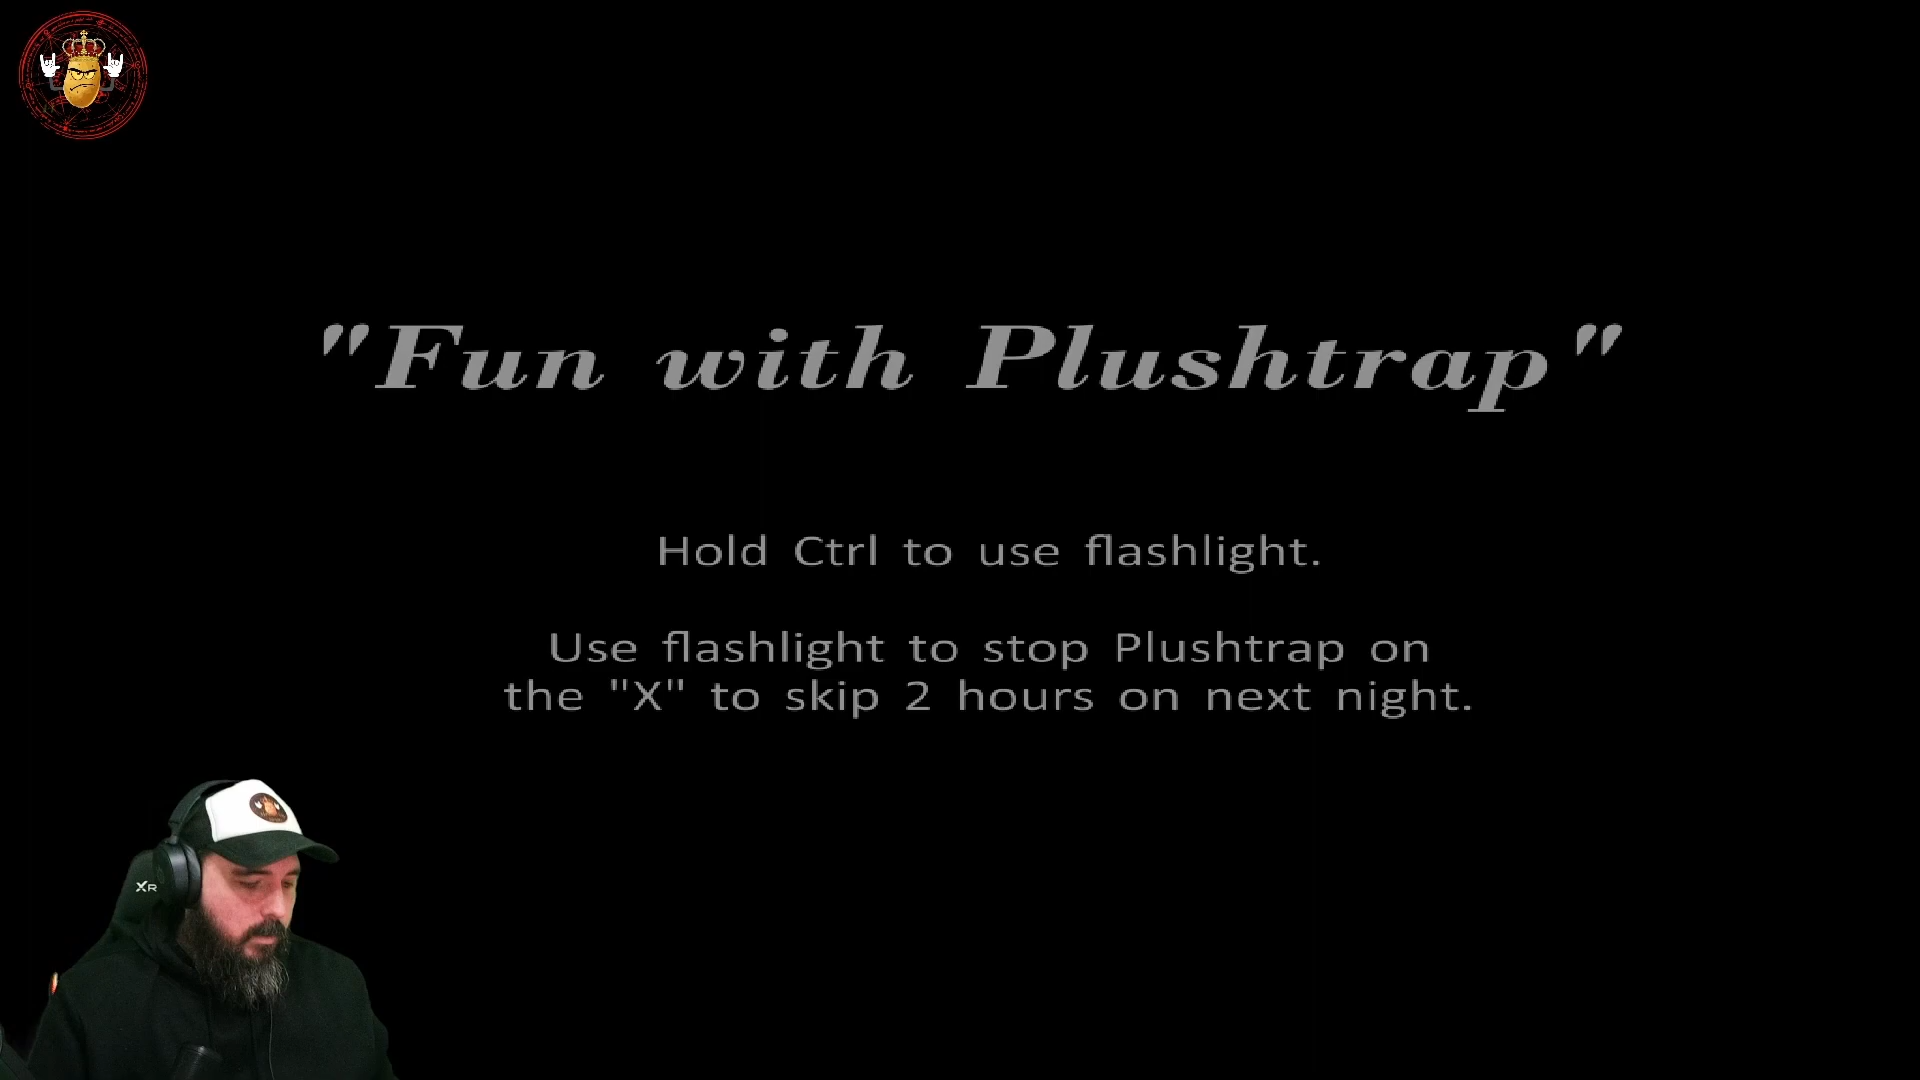 "Fun with Plushtrap"
Hold Ctrl to use flashlight.
Use flashlight to stop Plushtrap on
the "X" to skip 2 hours on next night.
XR